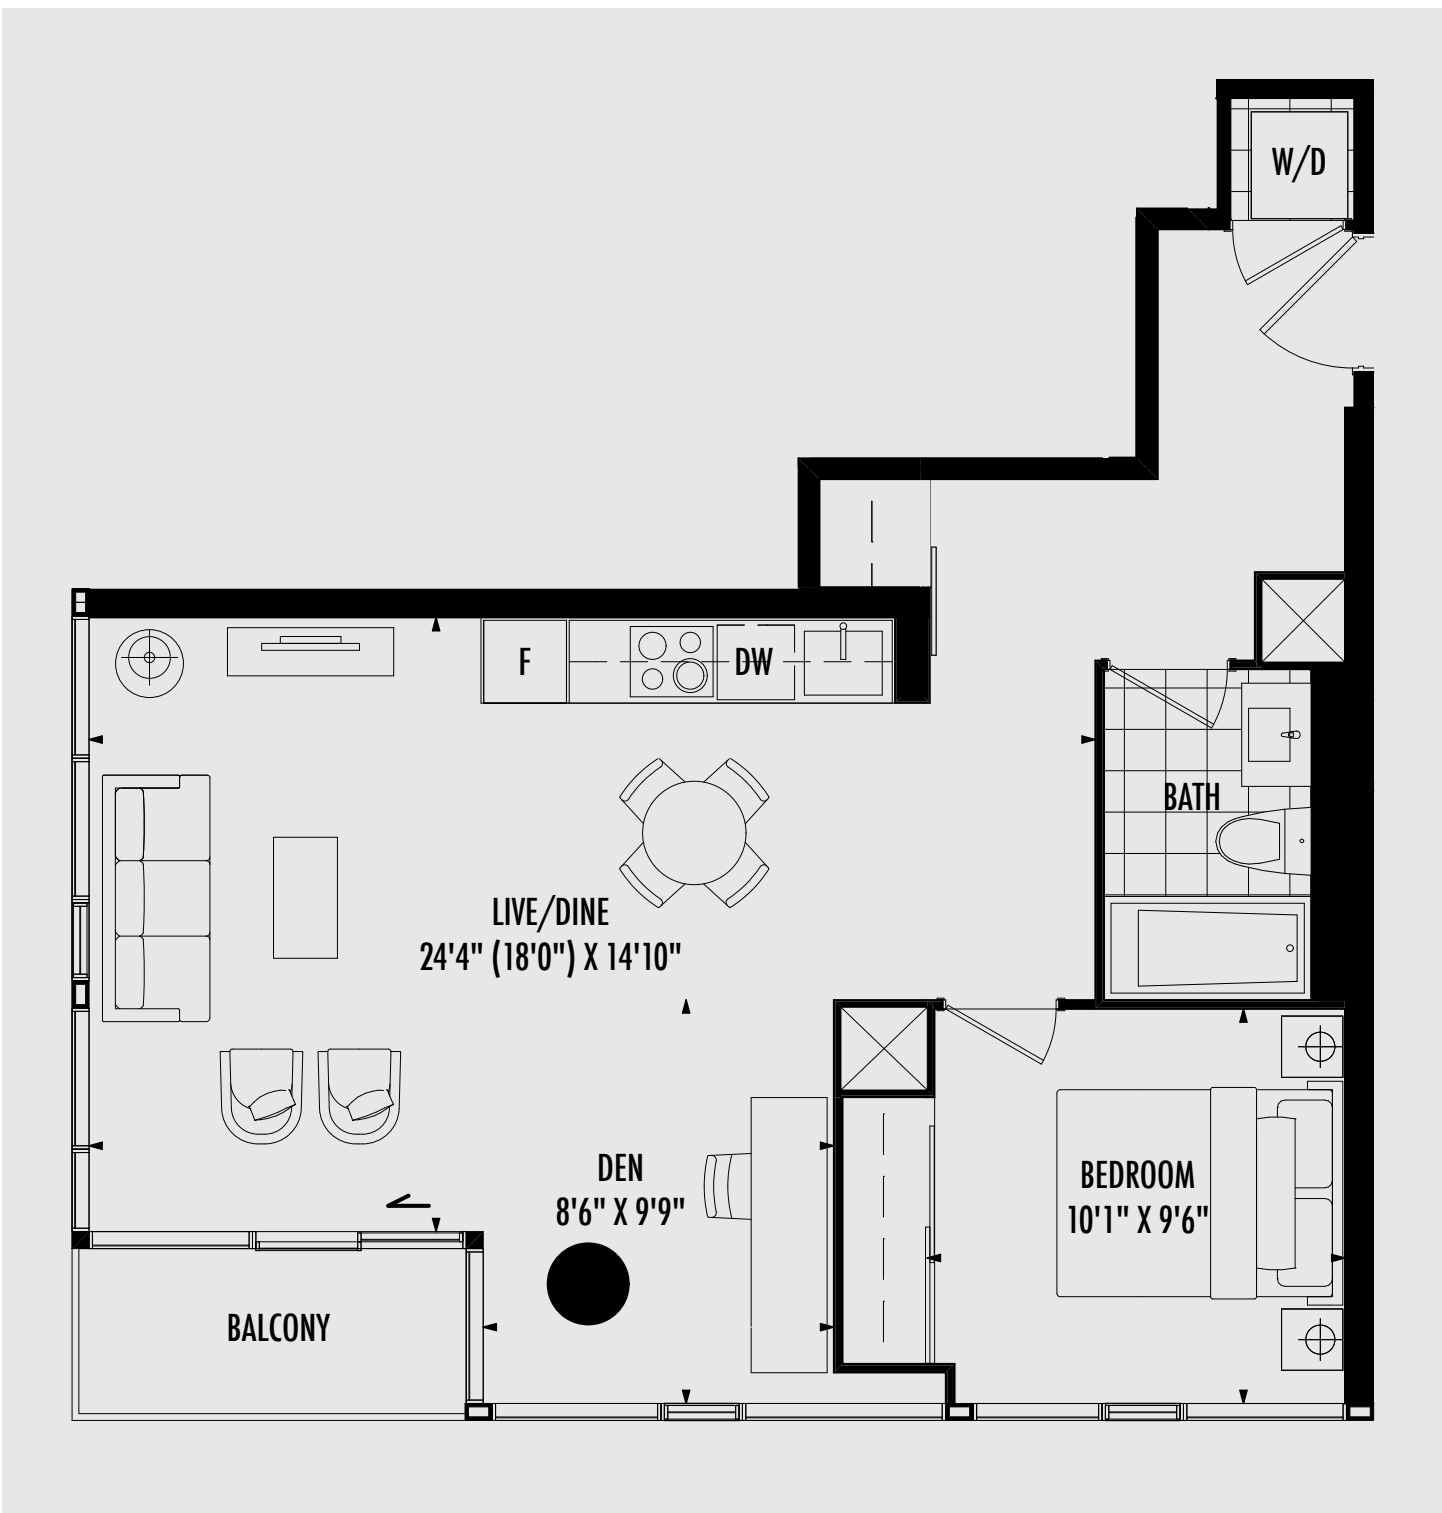 W/D
F
DW
BATH
LIVE/DINE
24'4" (18'0") X 14'10"
DEN
8'6" X 9'9"
BEDROOM
10'1" X 9'6"
BALCONY